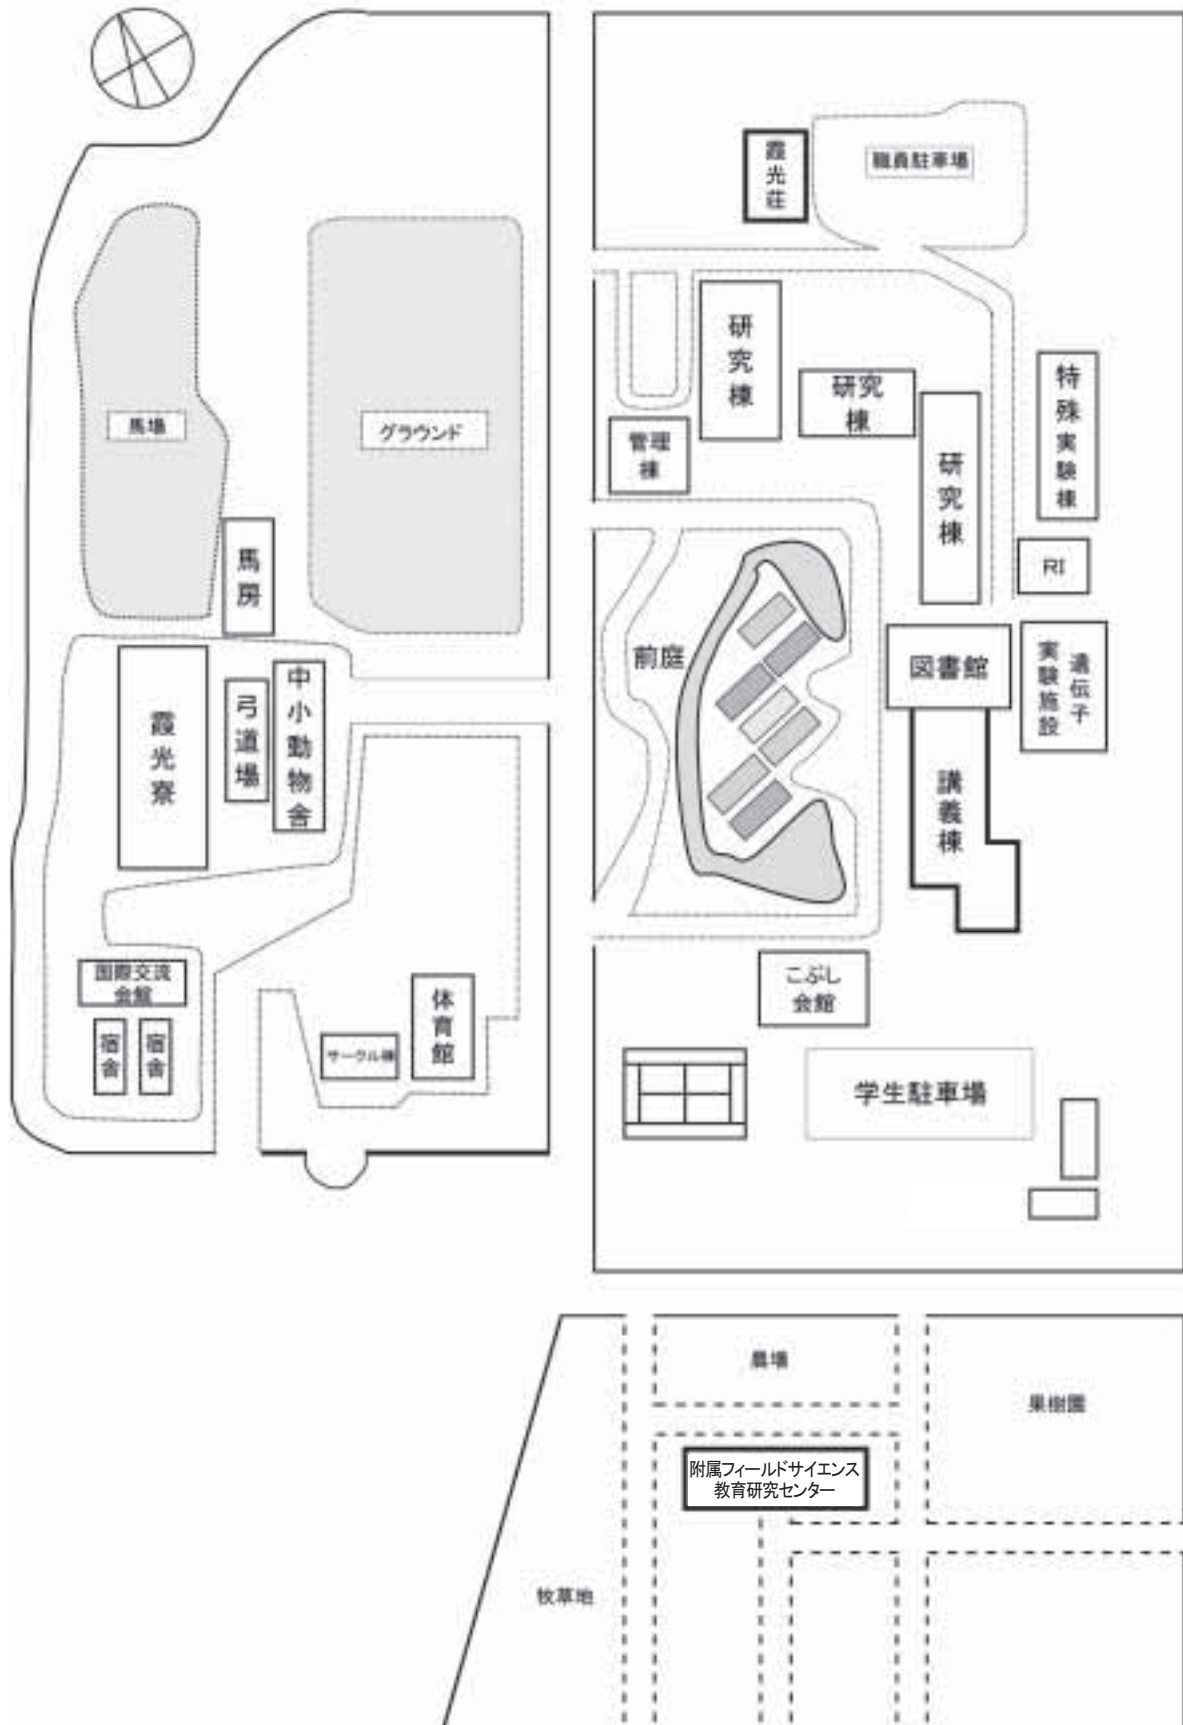 霞光荘
職員駐車場
研究棟
研究
棟
研究棟
特殊実験棟
馬場
グラウンド
管理
棟
馬房
RI
前庭
図書館
遺伝子
実験施設
霞光寮
弓道場
中小動物舎
講義棟
国際交流
会館
宿舎
宿舎
サークル棟
体育館
こぶし
会館
学生駐車場
農場
果樹園
附属フィールドサイエンス
教育研究センター
牧草地